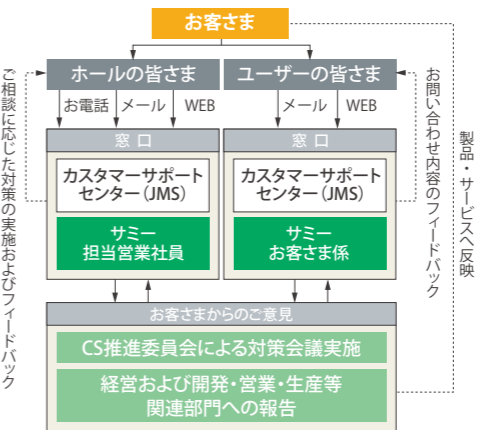 お客さま
ホールの皆さま
ユーザーの皆さま
お電話
メール
WEB
メール
WEB
窓口
カスタマーサポート
センター（JMS）
サミー
担当営業社員
窓口
カスタマーサポート
センター（JMS）
サミー
お客さま係
お客さまからのご意見
CS推進委員会による対策会議実施
経営および開発・営業・生産等
関連部門への報告
ご相談に応じた対策の実施およびフィードバック
お問い合わせ内容のフィードバック
製品・サービスへ反映